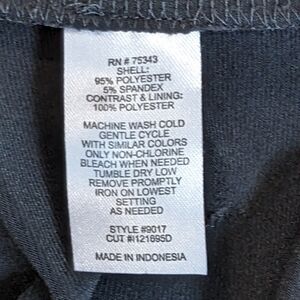 RN # 75343
SHELL:
95% POLYESTER
5% SPANDEX
CONTRAST & LINING:
100% POLYESTER
MACHINE WASH COLD
GENTLE CYCLE
WITH SIMILAR COLORS
ONLY NON-CHLORINE
BLEACH WHEN NEEDED
TUMBLE DRY LOW
REMOVE PROMPTLY
IRON ON LOWEST
SETTING
AS NEEDED
STYLE #9017
CUT #I121695D
MADE IN INDONESIA